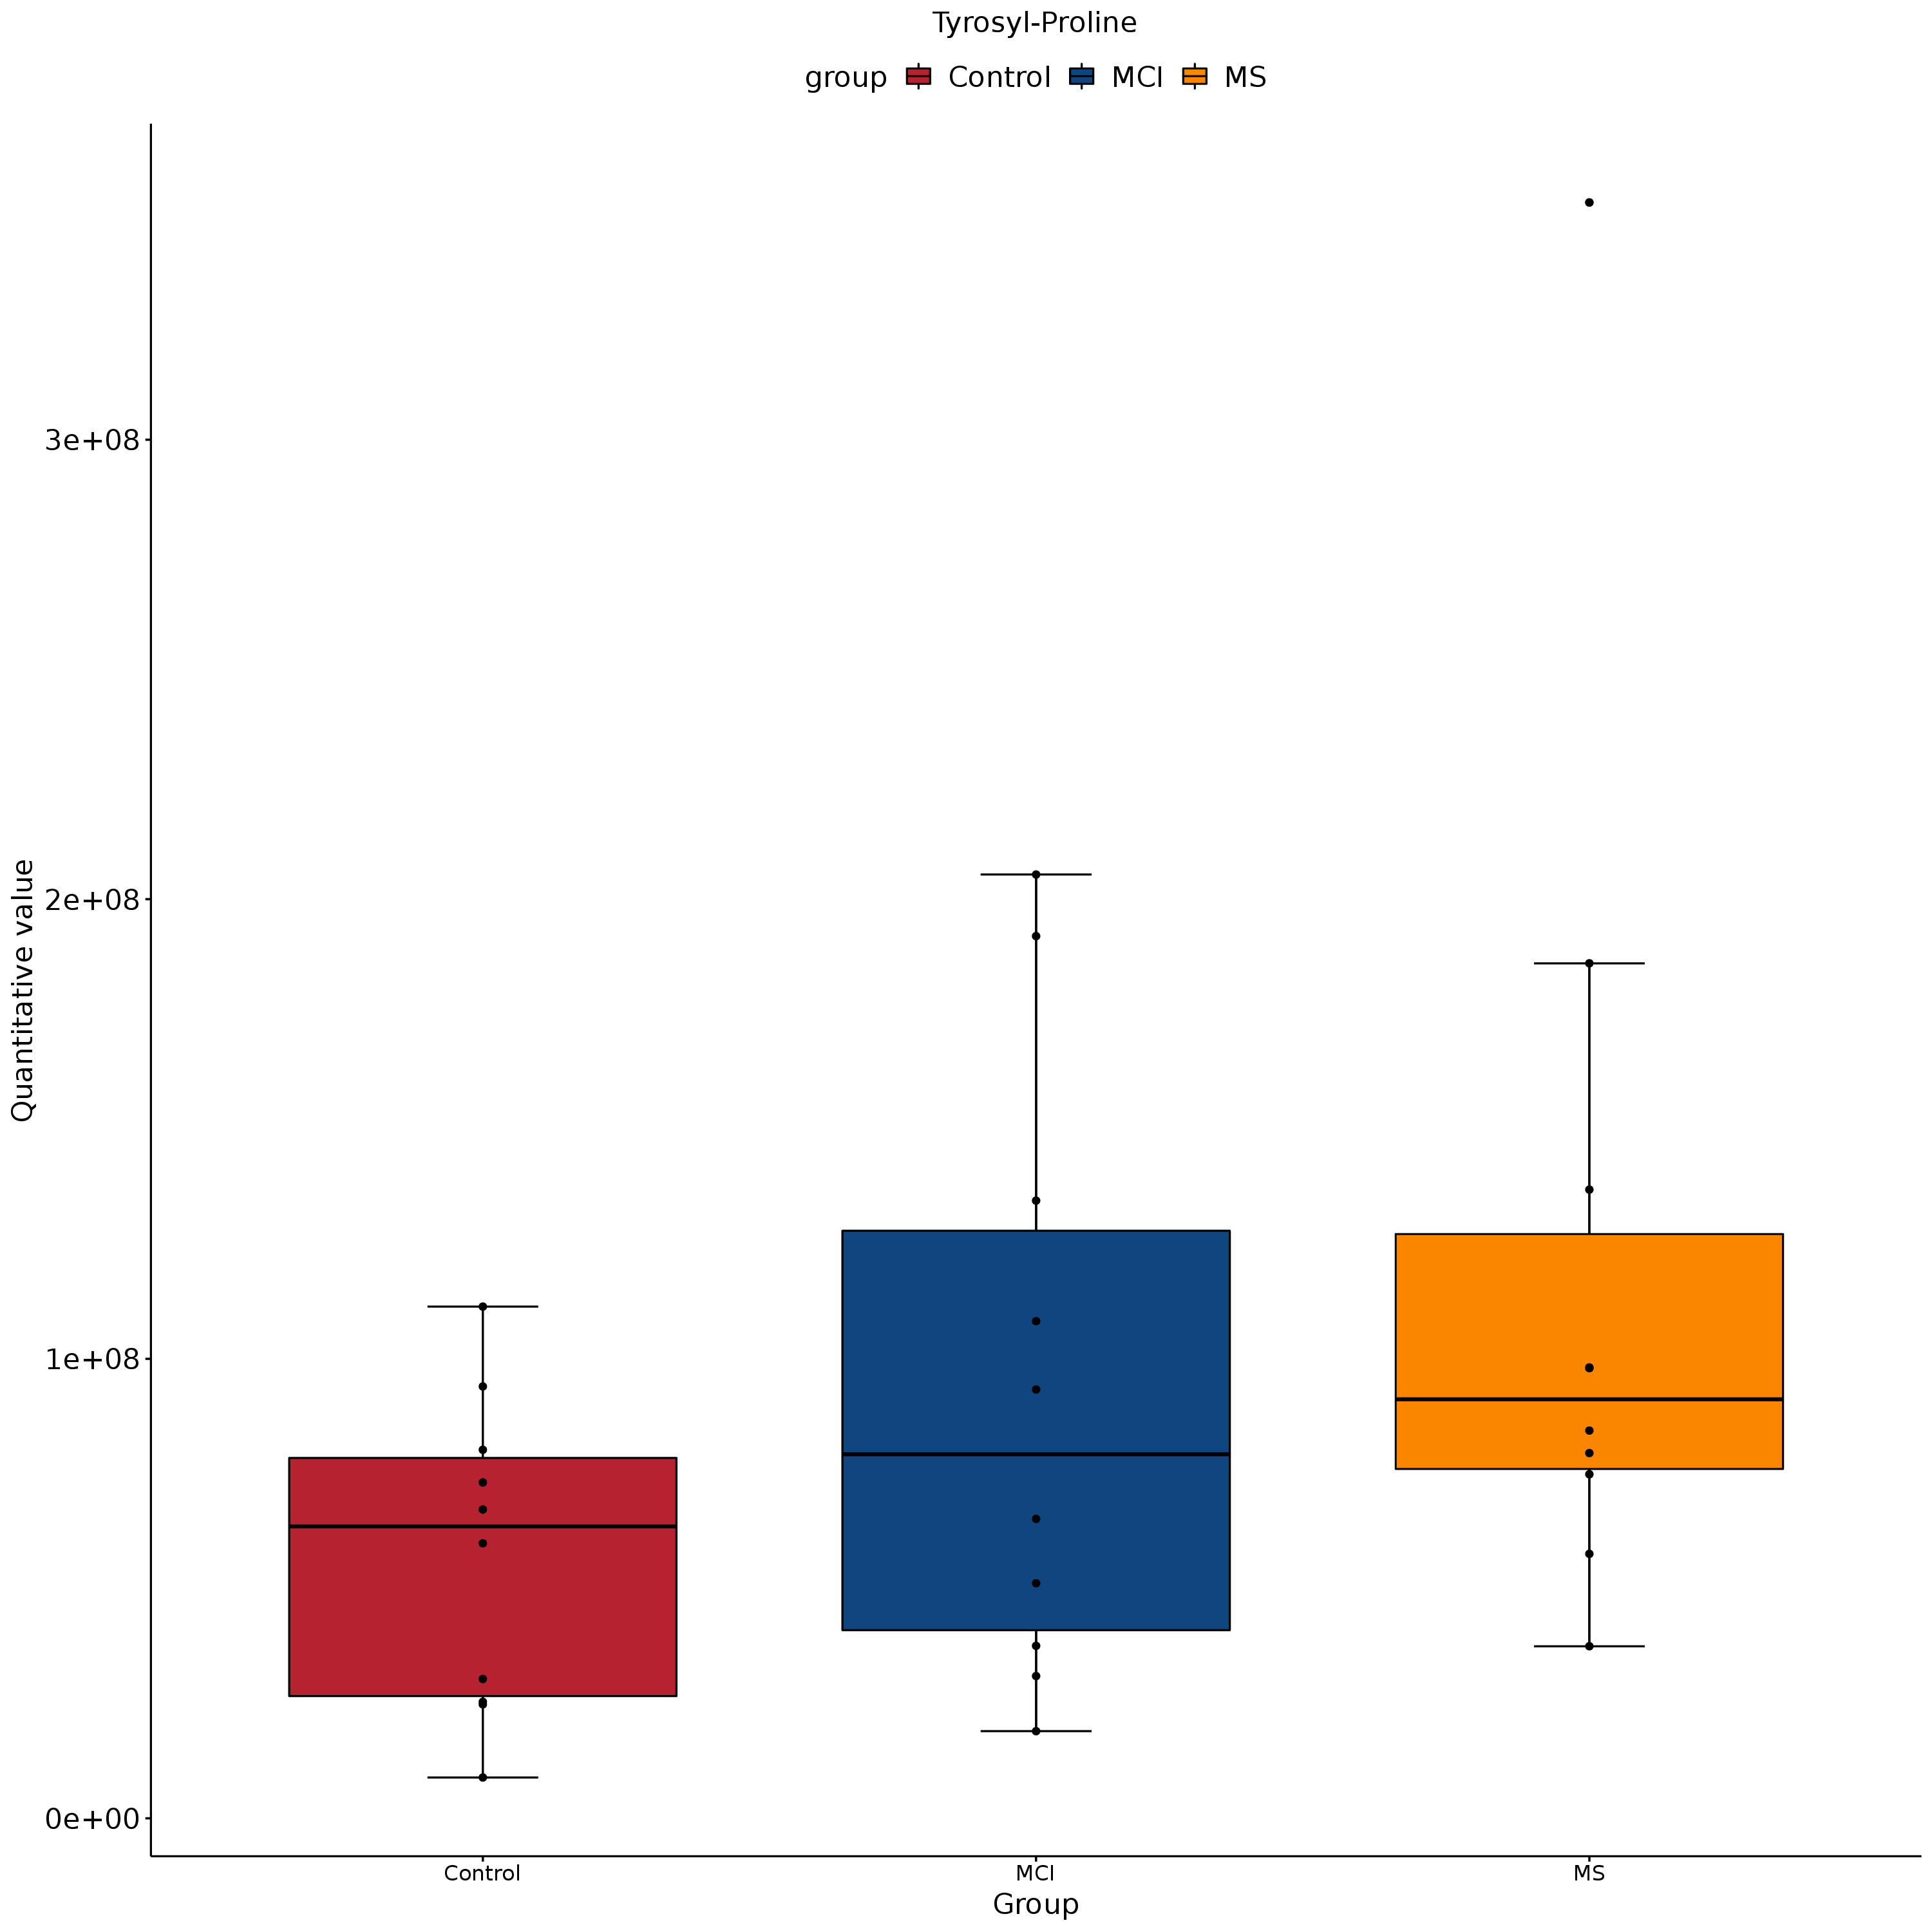 Tyrosyl-Proline
group Control MCI MS
Quantitative value
3e+08
2e+08
1e+08
0e+00
Control MCI MS
Group